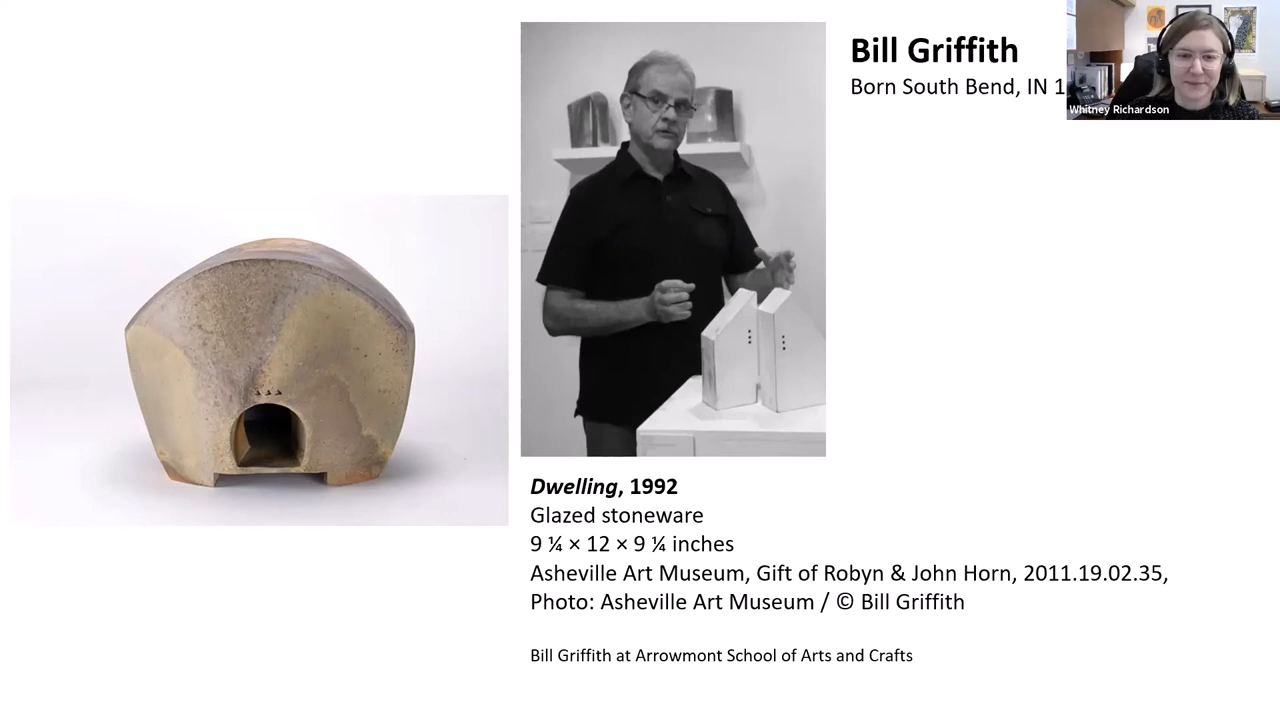 Bill Griffith
Born South Bend, IN 1
Whitney Richardson
Dwelling, 1992
Glazed stoneware
9 ¼ × 12 × 9 ¼ inches
Asheville Art Museum, Gift of Robyn & John Horn, 2011.19.02.35,
Photo: Asheville Art Museum / © Bill Griffith
Bill Griffith at Arrowmont School of Arts and Crafts